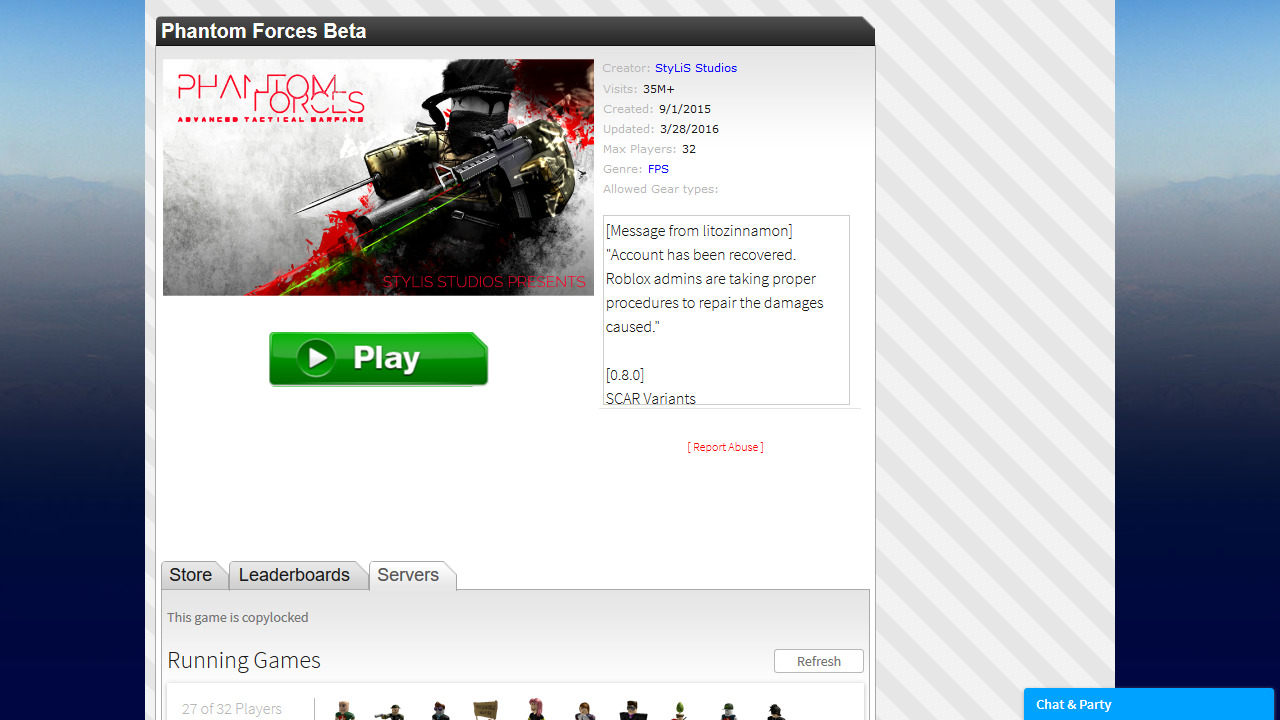 Phantom Forces Beta
PHANTOM
FORCES
ADVANCED TACTICAL WARFARE
STYLIS STUDIOS PRESENTS
Play
Creator: StyLiS Studios
Visits: 35M+
Created: 9/1/2015
Updated: 3/28/2016
Max Players: 32
Genre: FPS
Allowed Gear types:
[Message from litozinnamon]
"Account has been recovered.
Roblox admins are taking proper
procedures to repair the damages
caused."
[0.8.0]
SCAR Variants
[ Report Abuse ]
Store Leaderboards Servers
This game is copylocked
Running Games
Refresh
27 of 32 Players
Chat & Party